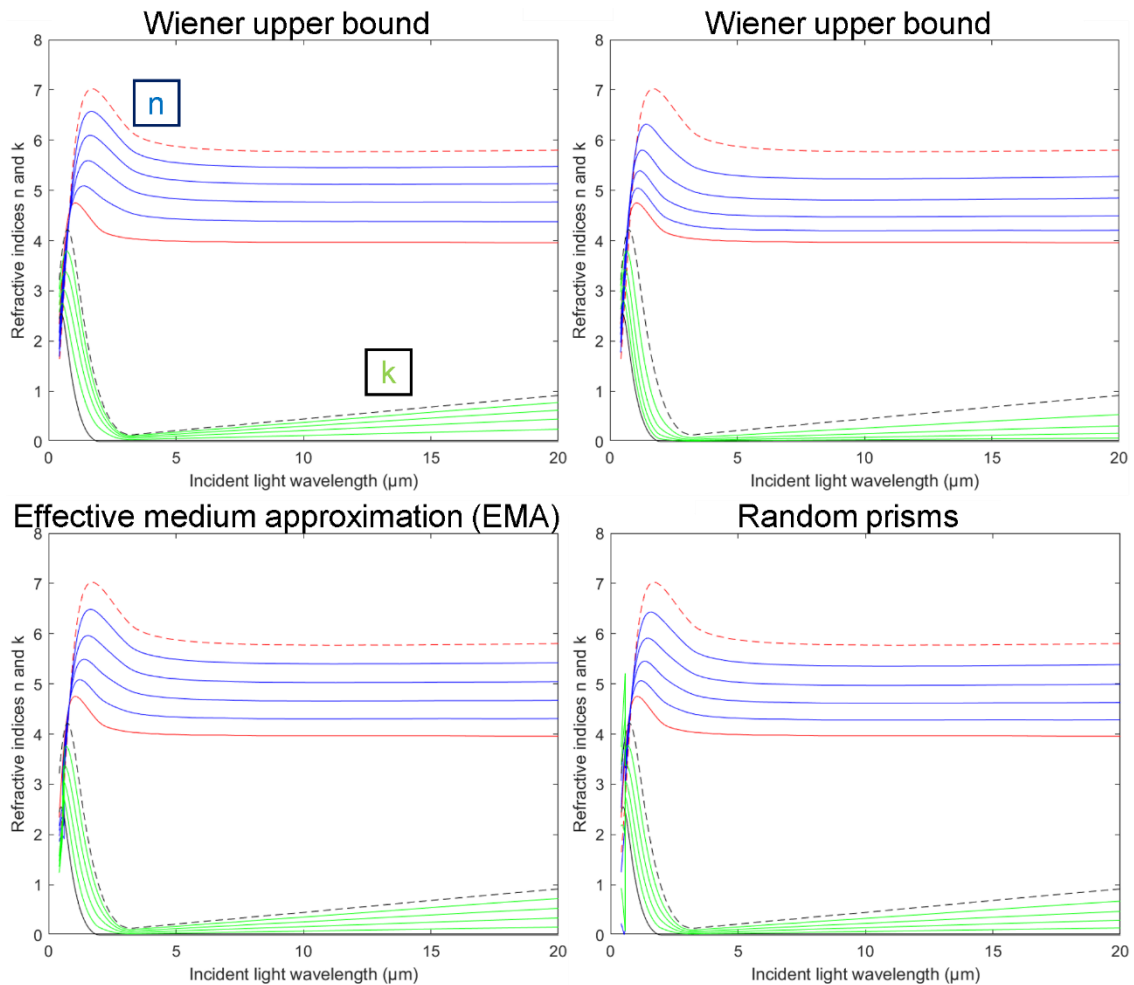 Wiener upper bound
8
7
6
5
4
3
2
1
0
Refractive indices n and k
n
k
0 5 10 15 20
Incident light wavelength (µm)
Wiener upper bound
8
7
6
5
4
3
2
1
0
Refractive indices n and k
0 5 10 15 20
Incident light wavelength (µm)
Effective medium approximation (EMA)
8
7
6
5
4
3
2
1
0
Refractive indices n and k
0 5 10 15 20
Incident light wavelength (µm)
Random prisms
8
7
6
5
4
3
2
1
0
Refractive indices n and k
0 5 10 15 20
Incident light wavelength (µm)